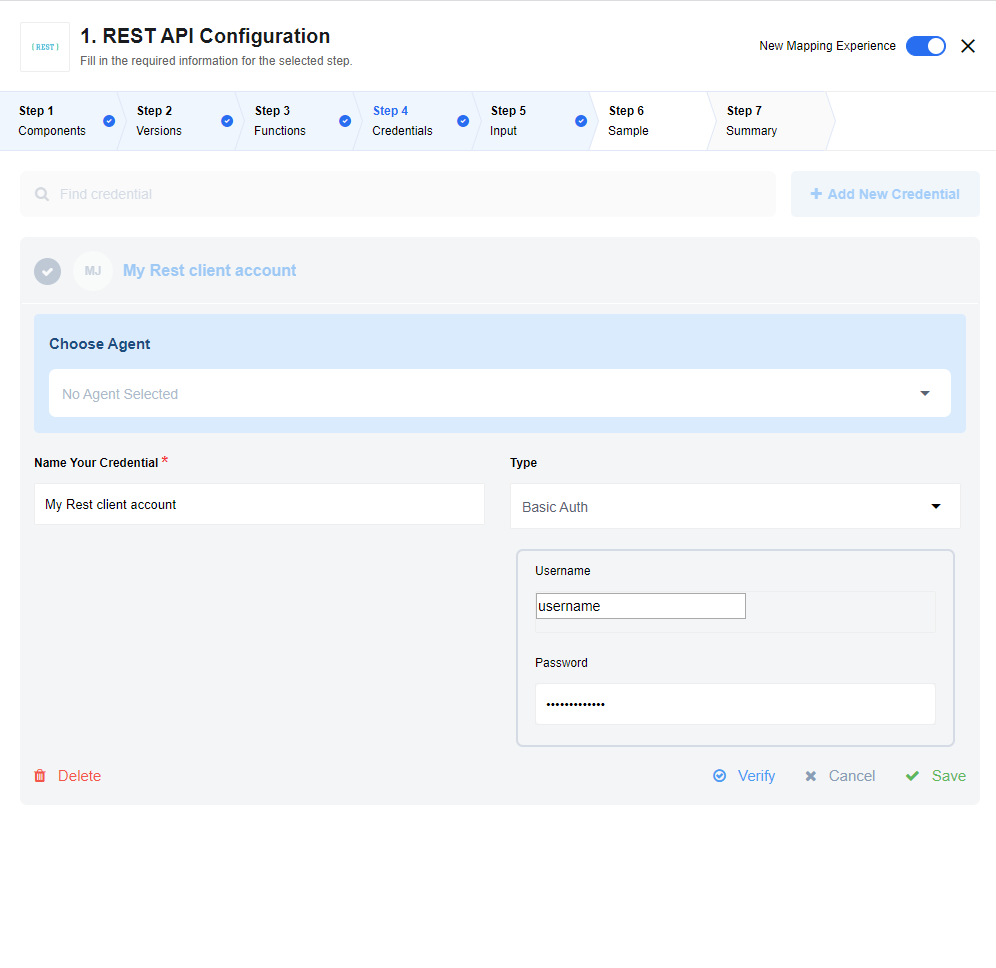 { REST }
1. REST API Configuration
Fill in the required information for the selected step.
New Mapping Experience
Step 1
Components
Step 2
Versions
Step 3
Functions
Step 4
Credentials
Step 5
Input
Step 6
Sample
Step 7
Summary
Find credential
+ Add New Credential
MJ
My Rest client account
Choose Agent
No Agent Selected
Name Your Credential *
Type
My Rest client account
Basic Auth
Username
username
Password
•••••••••••••
Delete
Verify
Cancel
Save